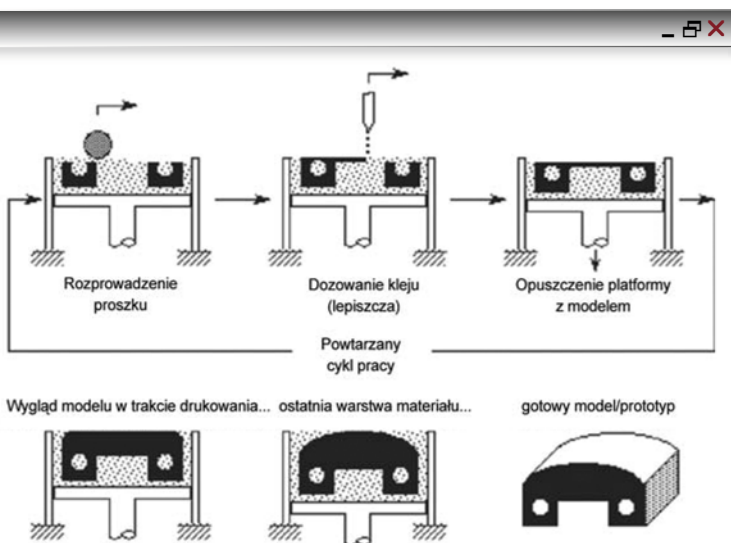 Rozprowadzenie
proszku
Dozowanie kleju
(lepiszcza)
Opuszczenie platformy
z modelem
Powtarzany
cykl pracy
Wygląd modelu w trakcie drukowania...
ostatnia warstwa materiału...
gotowy model/prototyp